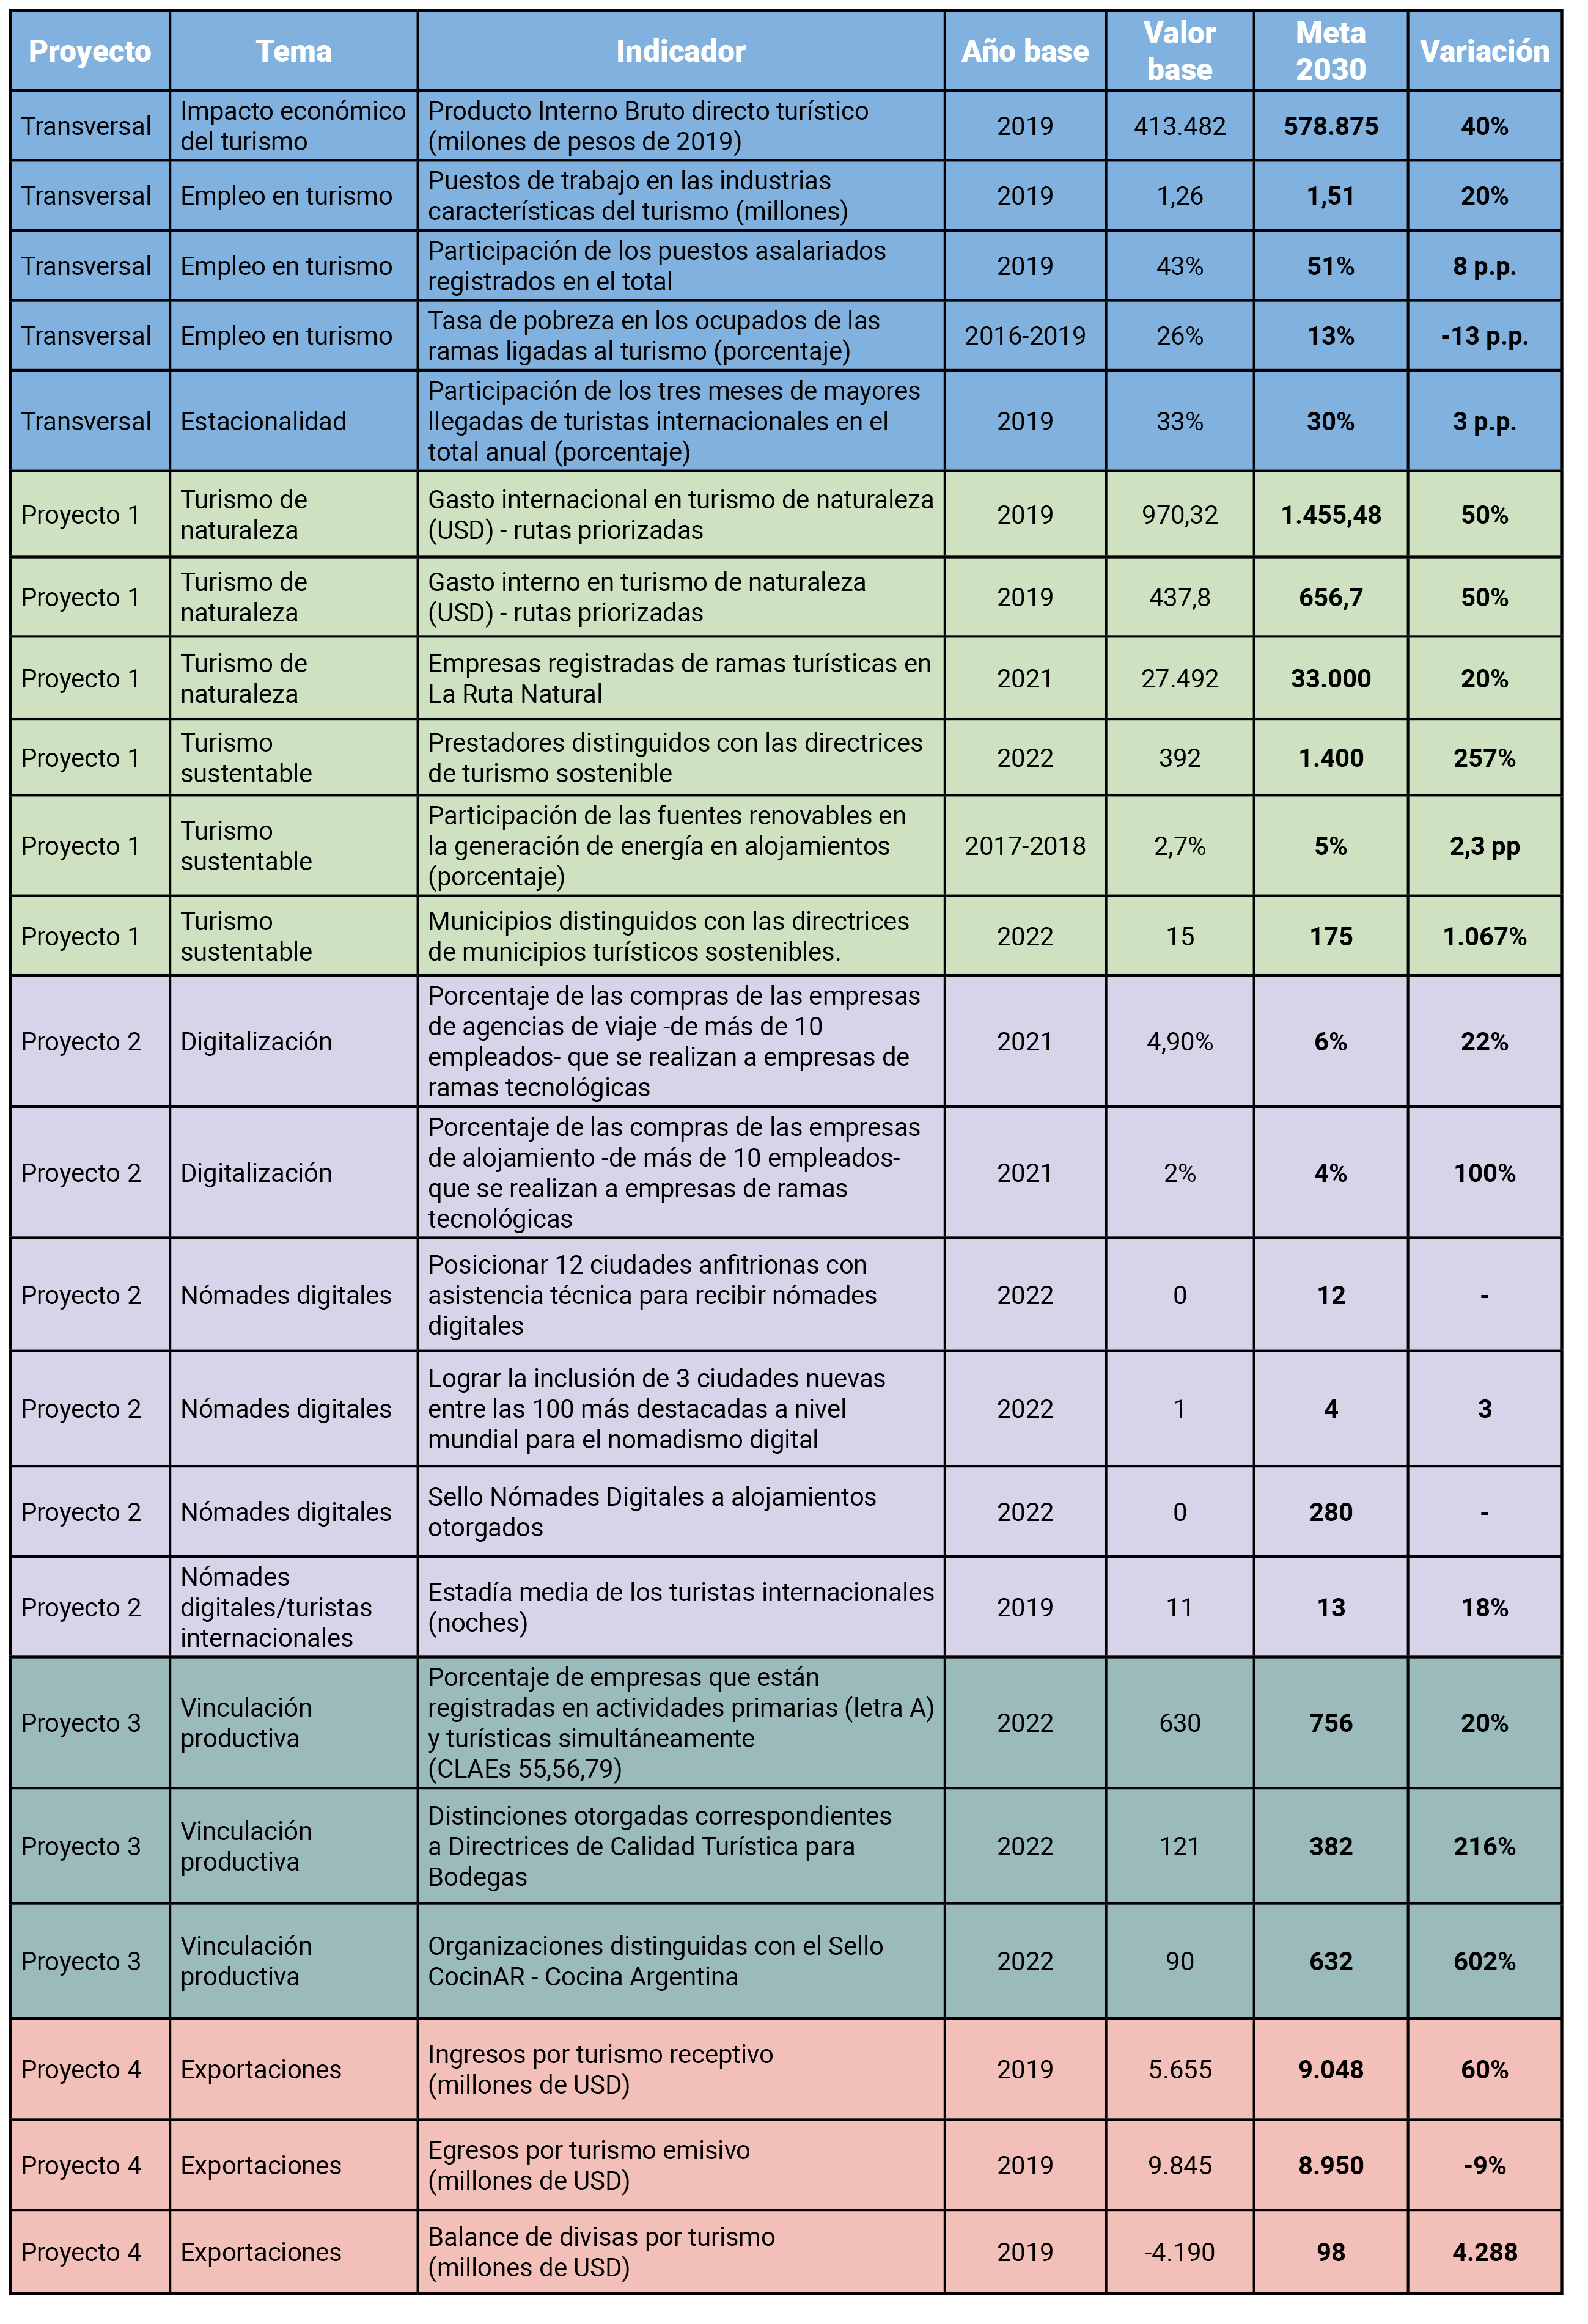 Proyecto Tema Indicador Año base Valor base Meta 2030 Variación
Transversal Impacto económico del turismo Producto Interno Bruto directo turístico (milones de pesos de 2019) 2019 413.482 578.875 40%
Transversal Empleo en turismo Puestos de trabajo en las industrias características del turismo (millones) 2019 1,26 1,51 20%
Transversal Empleo en turismo Participación de los puestos asalariados registrados en el total 2019 43% 51% 8 p.p.
Transversal Empleo en turismo Tasa de pobreza en los ocupados de las ramas ligadas al turismo (porcentaje) 2016-2019 26% 13% -13 p.p.
Transversal Estacionalidad Participación de los tres meses de mayores llegadas de turistas internacionales en el total anual (porcentaje) 2019 33% 30% 3 p.p.
Proyecto 1 Turismo de naturaleza Gasto internacional en turismo de naturaleza (USD) - rutas priorizadas 2019 970,32 1.455,48 50%
Proyecto 1 Turismo de naturaleza Gasto interno en turismo de naturaleza (USD) - rutas priorizadas 2019 437,8 656,7 50%
Proyecto 1 Turismo de naturaleza Empresas registradas de ramas turísticas en La Ruta Natural 2021 27.492 33.000 20%
Proyecto 1 Turismo sustentable Prestadores distinguidos con las directrices de turismo sostenible 2022 392 1.400 257%
Proyecto 1 Turismo sustentable Participación de las fuentes renovables en la generación de energía en alojamientos (porcentaje) 2017-2018 2,7% 5% 2,3 pp
Proyecto 1 Turismo sustentable Municipios distinguidos con las directrices de municipios turísticos sostenibles. 2022 15 175 1.067%
Proyecto 2 Digitalización Porcentaje de las compras de las empresas de agencias de viaje -de más de 10 empleados- que se realizan a empresas de ramas tecnológicas 2021 4,90% 6% 22%
Proyecto 2 Digitalización Porcentaje de las compras de las empresas de alojamiento -de más de 10 empleados- que se realizan a empresas de ramas tecnológicas 2021 2% 4% 100%
Proyecto 2 Nómades digitales Posicionar 12 ciudades anfitrionas con asistencia técnica para recibir nómades digitales 2022 0 12 -
Proyecto 2 Nómades digitales Lograr la inclusión de 3 ciudades nuevas entre las 100 más destacadas a nivel mundial para el nomadismo digital 2022 1 4 3
Proyecto 2 Nómades digitales Sello Nómades Digitales a alojamientos otorgados 2022 0 280 -
Proyecto 2 Nómades digitales/turistas internacionales Estadía media de los turistas internacionales (noches) 2019 11 13 18%
Proyecto 3 Vinculación productiva Porcentaje de empresas que están registradas en actividades primarias (letra A) y turísticas simultáneamente (CLAEs 55,56,79) 2022 630 756 20%
Proyecto 3 Vinculación productiva Distinciones otorgadas correspondientes a Directrices de Calidad Turística para Bodegas 2022 121 382 216%
Proyecto 3 Vinculación productiva Organizaciones distinguidas con el Sello CocinAR - Cocina Argentina 2022 90 632 602%
Proyecto 4 Exportaciones Ingresos por turismo receptivo (millones de USD) 2019 5.655 9.048 60%
Proyecto 4 Exportaciones Egresos por turismo emisivo (millones de USD) 2019 9.845 8.950 -9%
Proyecto 4 Exportaciones Balance de divisas por turismo (millones de USD) 2019 -4.190 98 4.288